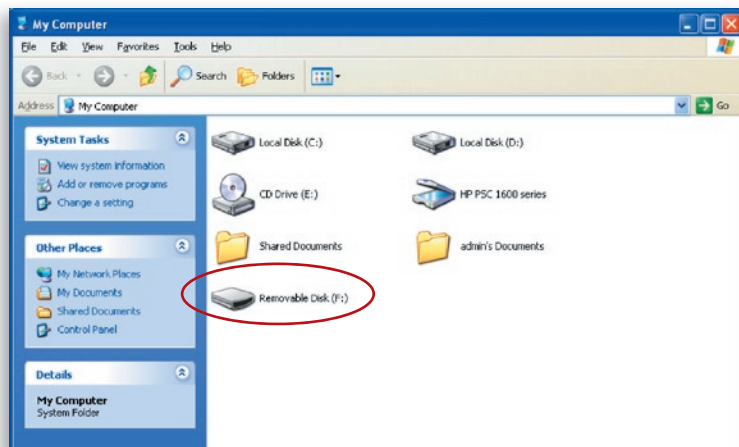 My Computer
File Edit View Favorites Tools Help
Back Search Folders
Address My Computer Go
System Tasks
View system information
Add or remove programs
Change a setting
Other Places
My Network Places
My Documents
Shared Documents
Control Panel
Details
My Computer
System Folder
Local Disk (C:) Local Disk (D:)
CD Drive (E:) HP PSC 1600 series
Shared Documents admin's Documents
Removable Disk (F:)